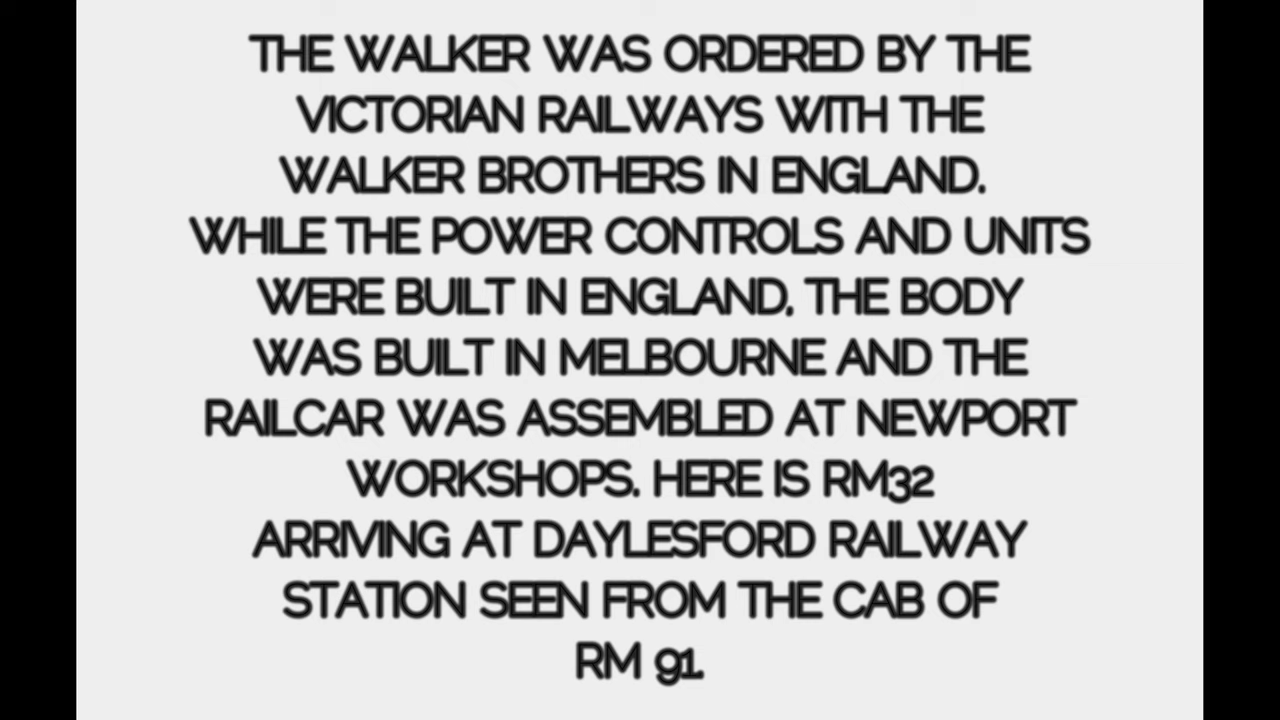 THE WALKER WAS ORDERED BY THE
VICTORIAN RAILWAYS WITH THE
WALKER BROTHERS IN ENGLAND.
WHILE THE POWER CONTROLS AND UNITS
WERE BUILT IN ENGLAND, THE BODY
WAS BUILT IN MELBOURNE AND THE
RAILCAR WAS ASSEMBLED AT NEWPORT
WORKSHOPS. HERE IS RM32
ARRIVING AT DAYLESFORD RAILWAY
STATION SEEN FROM THE CAB OF
RM 91.